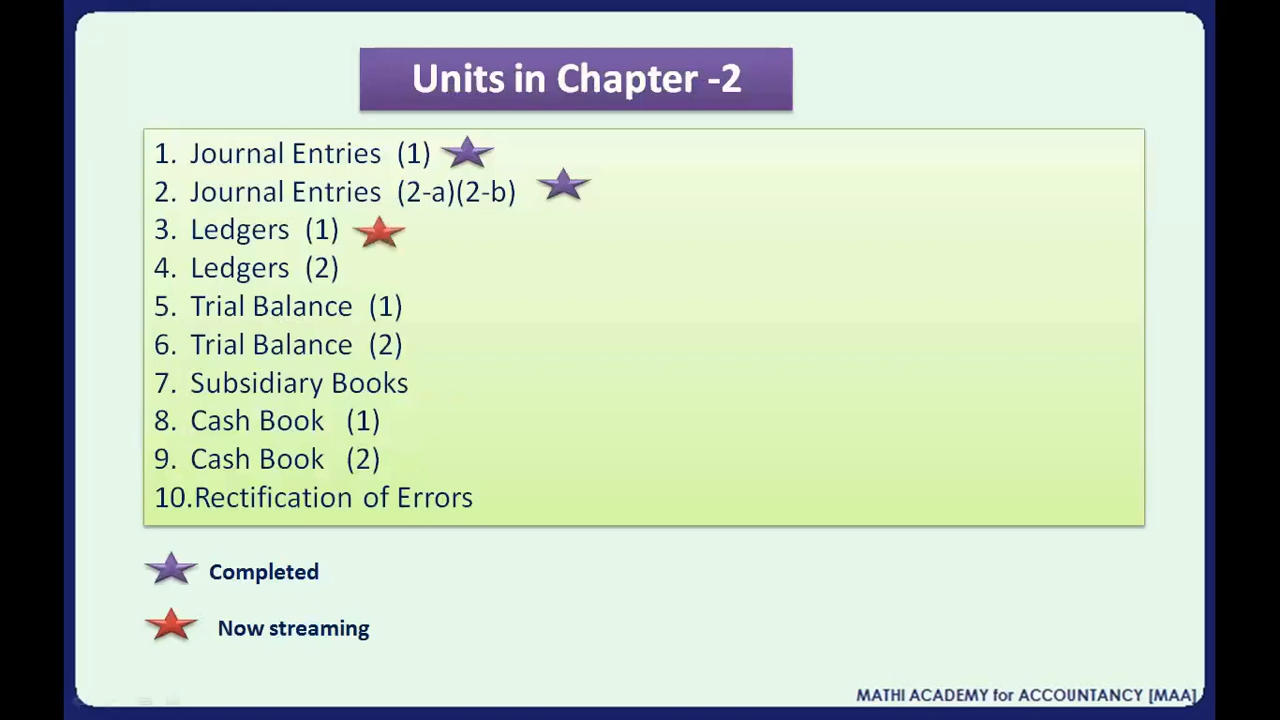 Units in Chapter -2
1. Journal Entries (1)
2. Journal Entries (2-a)(2-b)
3. Ledgers (1)
4. Ledgers (2)
5. Trial Balance (1)
6. Trial Balance (2)
7. Subsidiary Books
8. Cash Book (1)
9. Cash Book (2)
10.Rectification of Errors
Completed
Now streaming
MATHI ACADEMY for ACCOUNTANCY [MAA]